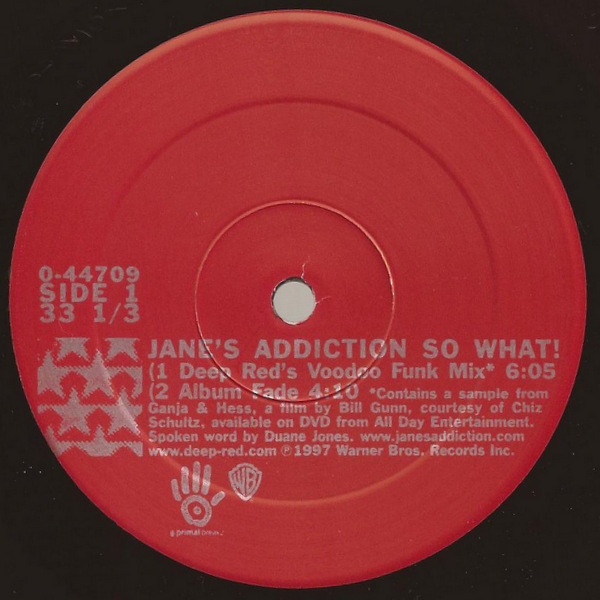 0-44709
SIDE 1
33 1/3
JANE'S ADDICTION SO WHAT!
(1 Deep Red's Voodoo Funk Mix* 6:05
(2 Album Fade 4:10 *Contains a sample from
Ganja & Hess, a film by Bill Gunn, courtesy of Chiz
Schultz, available on DVD from All Day Entertainment.
Spoken word by Duane Jones. www.janesaddiction.com
www.deep-red.com ℗1997 Warner Bros. Records Inc.
WB
primal